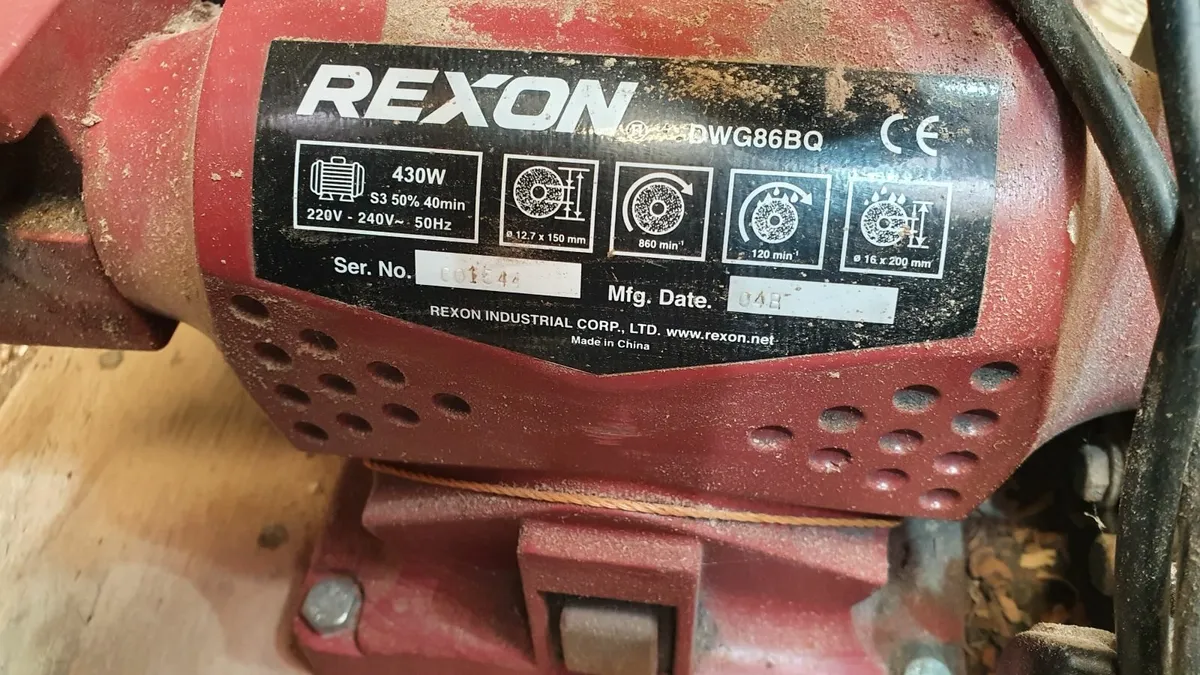 REXON®
DWG86BQ
CE
430W
S3 50% 40min
220V - 240V~ 50Hz
ø 12.7 x 150 mm
860 min⁻¹
120 min⁻¹
ø 16 x 200 mm
Ser. No.
Mfg. Date. 04B
REXON INDUSTRIAL CORP., LTD. www.rexon.net
Made in China